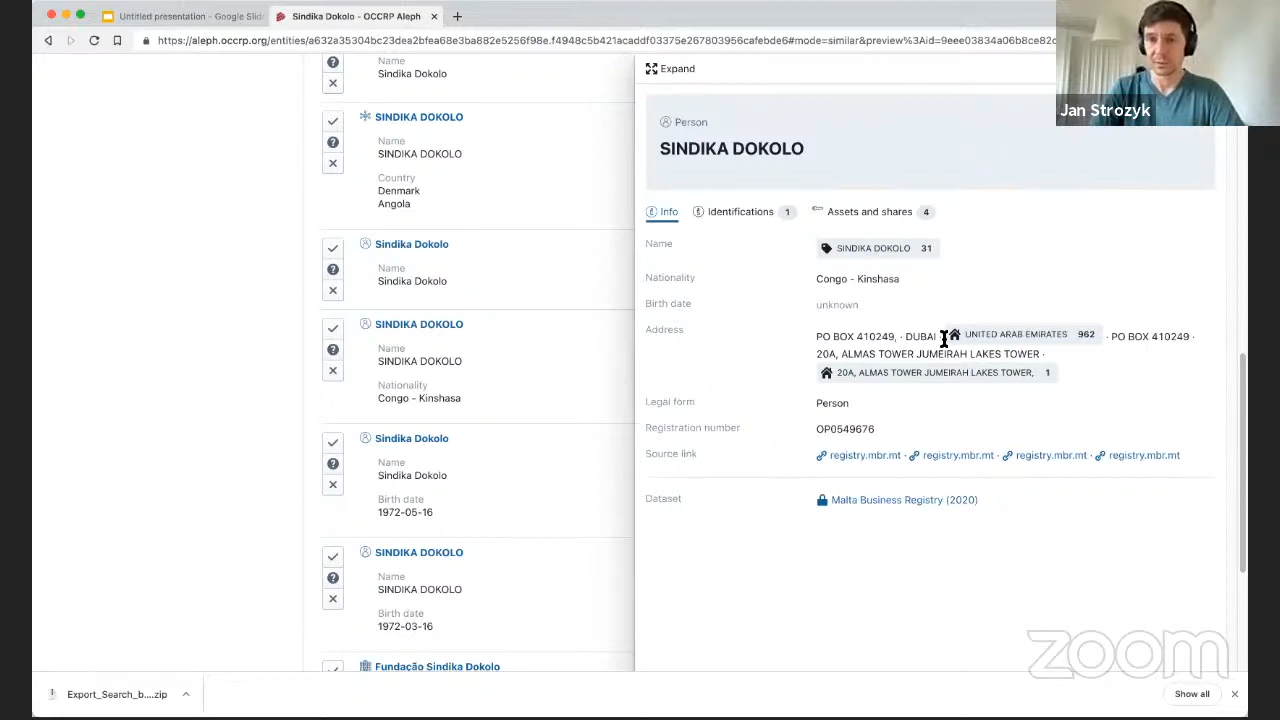 Untitled presentation - Google Slid
Sindika Dokolo - OCCRP Aleph
https://aleph.occrp.org/entities/a632a35304bc23dea2bfea68e3ba882e5256f98e.f4948c5b421acaddf03375e267803956cafebde6#mode=similar&preview%3Aid=9eee03834a06b8ce82c
Jan Strozyk
Name
Sindika Dokolo
SINDIKA DOKOLO
Name
SINDIKA DOKOLO
Country
Denmark
Angola
Sindika Dokolo
Name
Sindika Dokolo
SINDIKA DOKOLO
Name
SINDIKA DOKOLO
Nationality
Congo - Kinshasa
Sindika Dokolo
Name
Sindika Dokolo
Birth date
1972-05-16
SINDIKA DOKOLO
Name
SINDIKA DOKOLO
Birth date
1972-03-16
Fundação Sindika Dokolo
Expand
Person
SINDIKA DOKOLO
Info Identifications 1 Assets and shares 4
Name SINDIKA DOKOLO 31
Nationality Congo - Kinshasa
Birth date unknown
Address PO BOX 410249, · DUBAI · UNITED ARAB EMIRATES 962 · PO BOX 410249 ·
20A, ALMAS TOWER JUMEIRAH LAKES TOWER ·
20A, ALMAS TOWER JUMEIRAH LAKES TOWER, 1
Legal form Person
Registration number OP0549676
Source link registry.mbr.mt · registry.mbr.mt · registry.mbr.mt · registry.mbr.mt
Dataset Malta Business Registry (2020)
zoom
Export_Search_b....zip
Show all